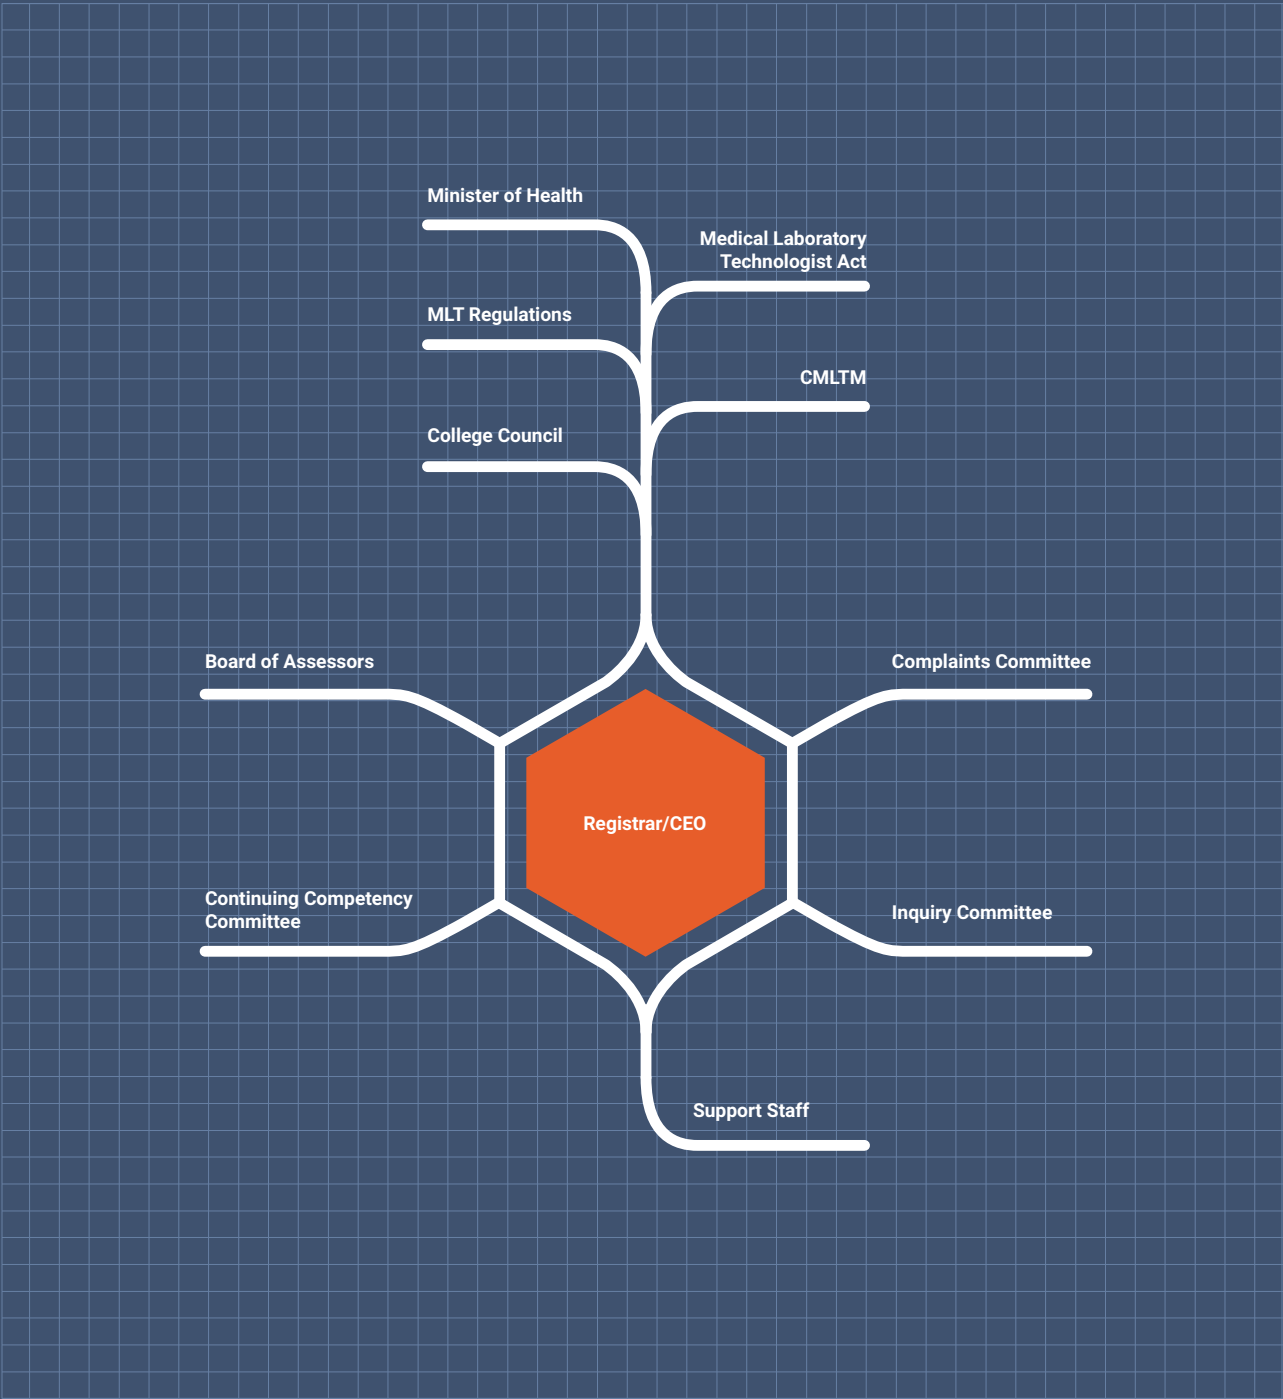 Minister of Health
Medical Laboratory
Technologist Act
MLT Regulations
CMLTM
College Council
Board of Assessors
Complaints Committee
Registrar/CEO
Continuing Competency
Committee
Inquiry Committee
Support Staff